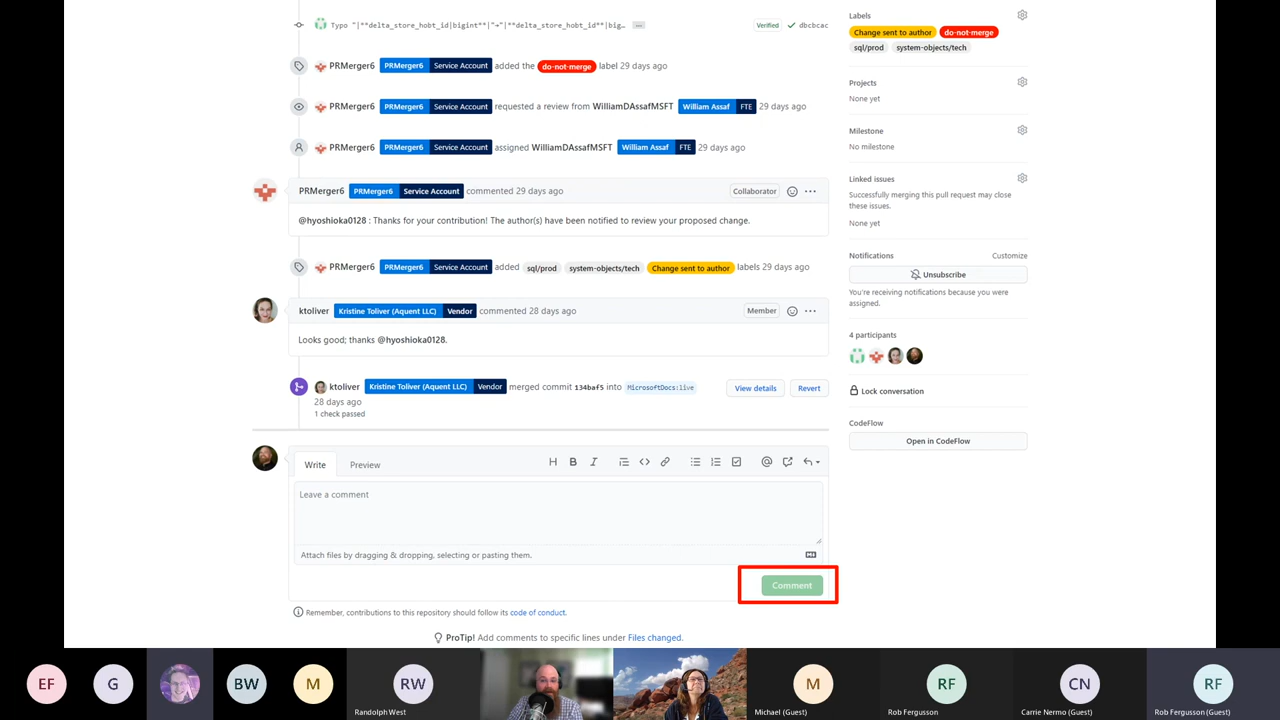 Typo "|**delta_store_hobt_id|bigint**|"→"|**delta_store_hobt_id**|big… … Verified dbcbcac
PRMerger6 PRMerger6 Service Account added the do-not-merge label 29 days ago
PRMerger6 PRMerger6 Service Account requested a review from WilliamDAssafMSFT William Assaf FTE 29 days ago
PRMerger6 PRMerger6 Service Account assigned WilliamDAssafMSFT William Assaf FTE 29 days ago
PRMerger6 PRMerger6 Service Account commented 29 days ago Collaborator
@hyoshioka0128 : Thanks for your contribution! The author(s) have been notified to review your proposed change.
PRMerger6 PRMerger6 Service Account added sql/prod system-objects/tech Change sent to author labels 29 days ago
ktoliver Kristine Toliver (Aquent LLC) Vendor commented 28 days ago Member
Looks good; thanks @hyoshioka0128.
ktoliver Kristine Toliver (Aquent LLC) Vendor merged commit 134baf5 into MicrosoftDocs:live View details Revert
28 days ago
1 check passed
Write Preview H B I
Leave a comment
Attach files by dragging & dropping, selecting or pasting them.
Comment
Remember, contributions to this repository should follow its code of conduct.
ProTip! Add comments to specific lines under Files changed.
Labels
Change sent to author do-not-merge
sql/prod system-objects/tech
Projects
None yet
Milestone
No milestone
Linked issues
Successfully merging this pull request may close
these issues.
None yet
Notifications Customize
Unsubscribe
You're receiving notifications because you were
assigned.
4 participants
Lock conversation
CodeFlow
Open in CodeFlow
EF G BW M RW M RF CN RF
Randolph West Michael (Guest) Rob Fergusson Carrie Nermo (Guest) Rob Fergusson (Guest)